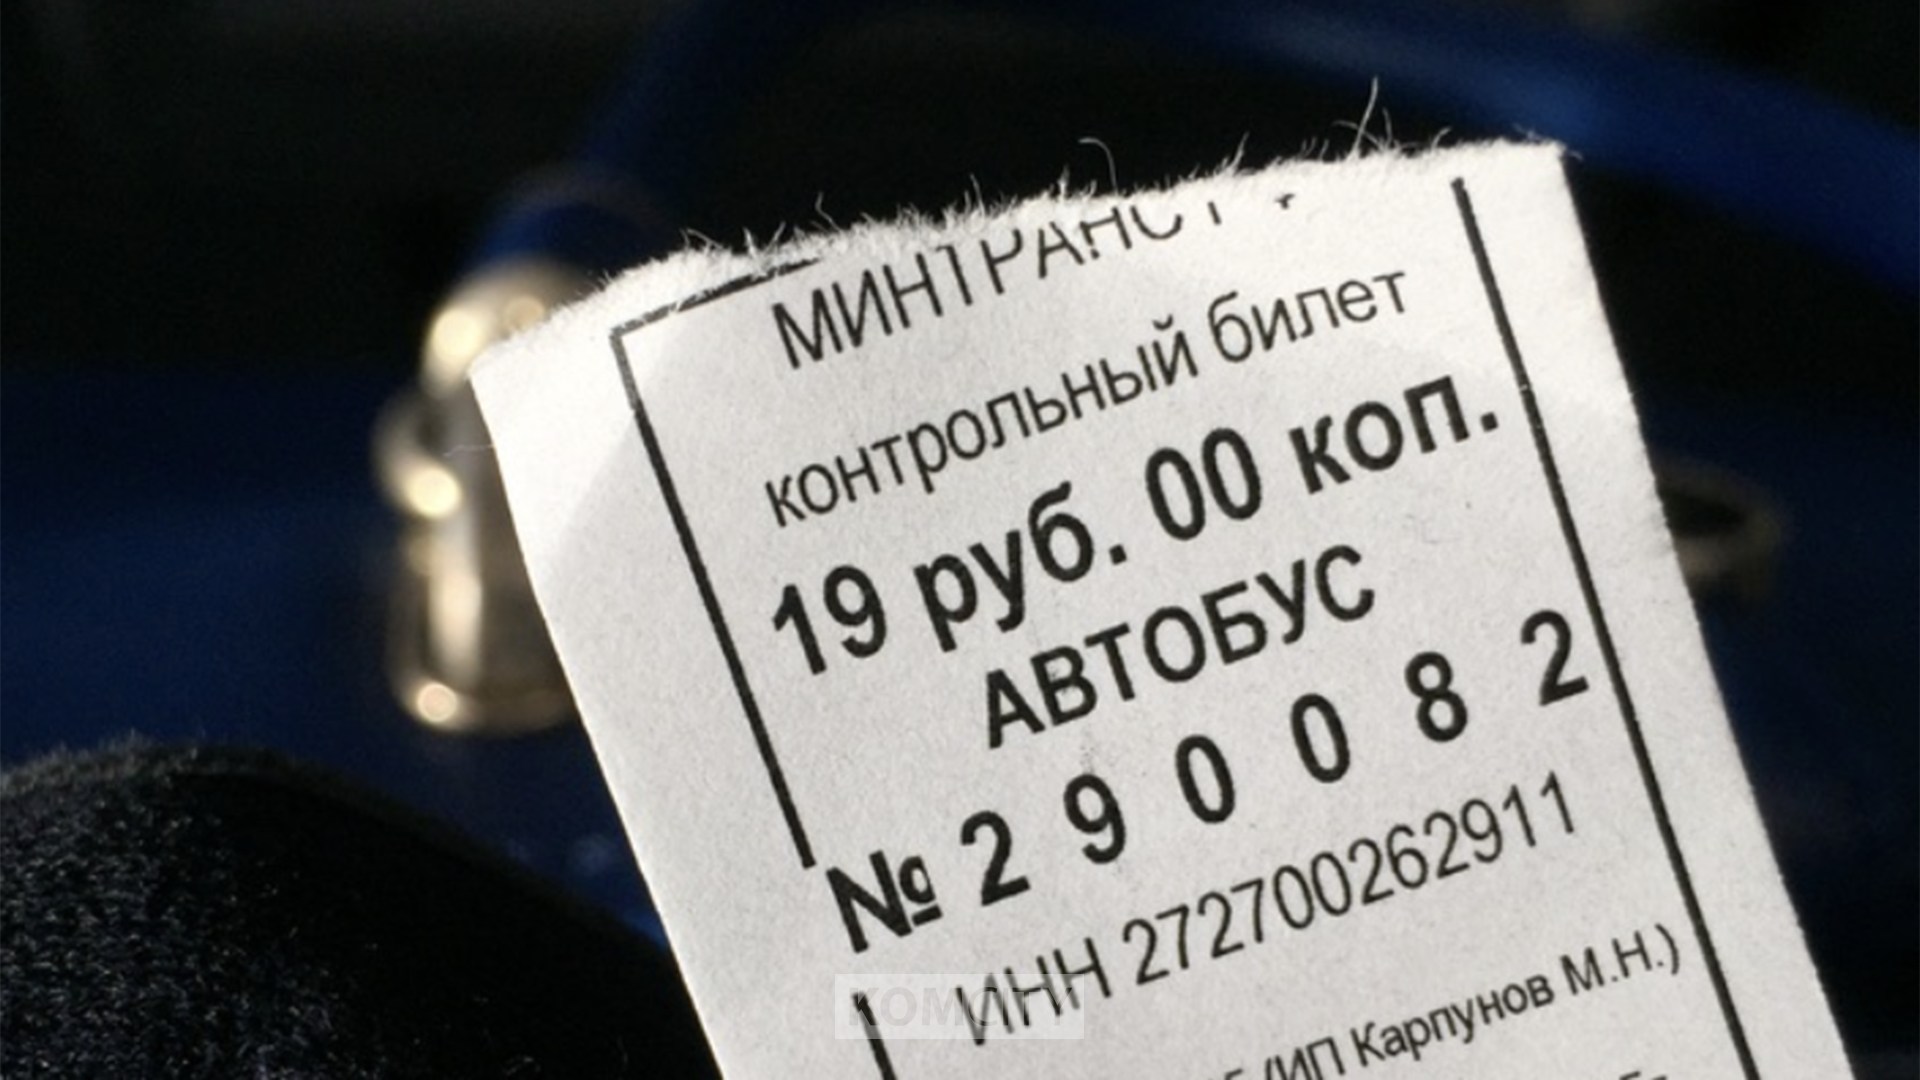 МИНТРАНС
контрольный билет
19 руб. 00 коп.
АВТОБУС
№ 2 9 0 0 8 2
ИНН 272700262911
(ИП Карпунов М.Н.)
KOMCITY